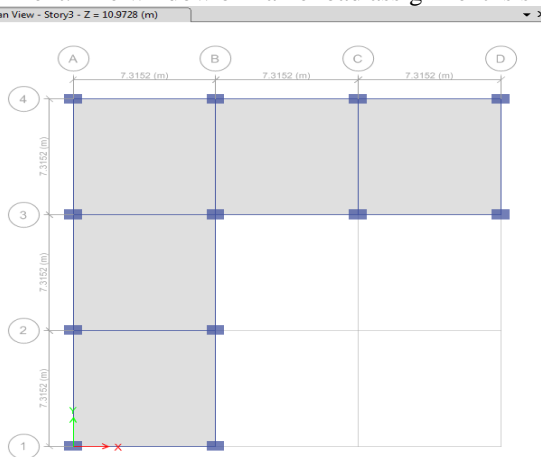 an View - Story3 - Z = 10.9728 (m)
A B C D
7.3152 (m) 7.3152 (m) 7.3152 (m)
4
7.3152 (m)
3
7.3152 (m)
2
7.3152 (m)
1
Y
X